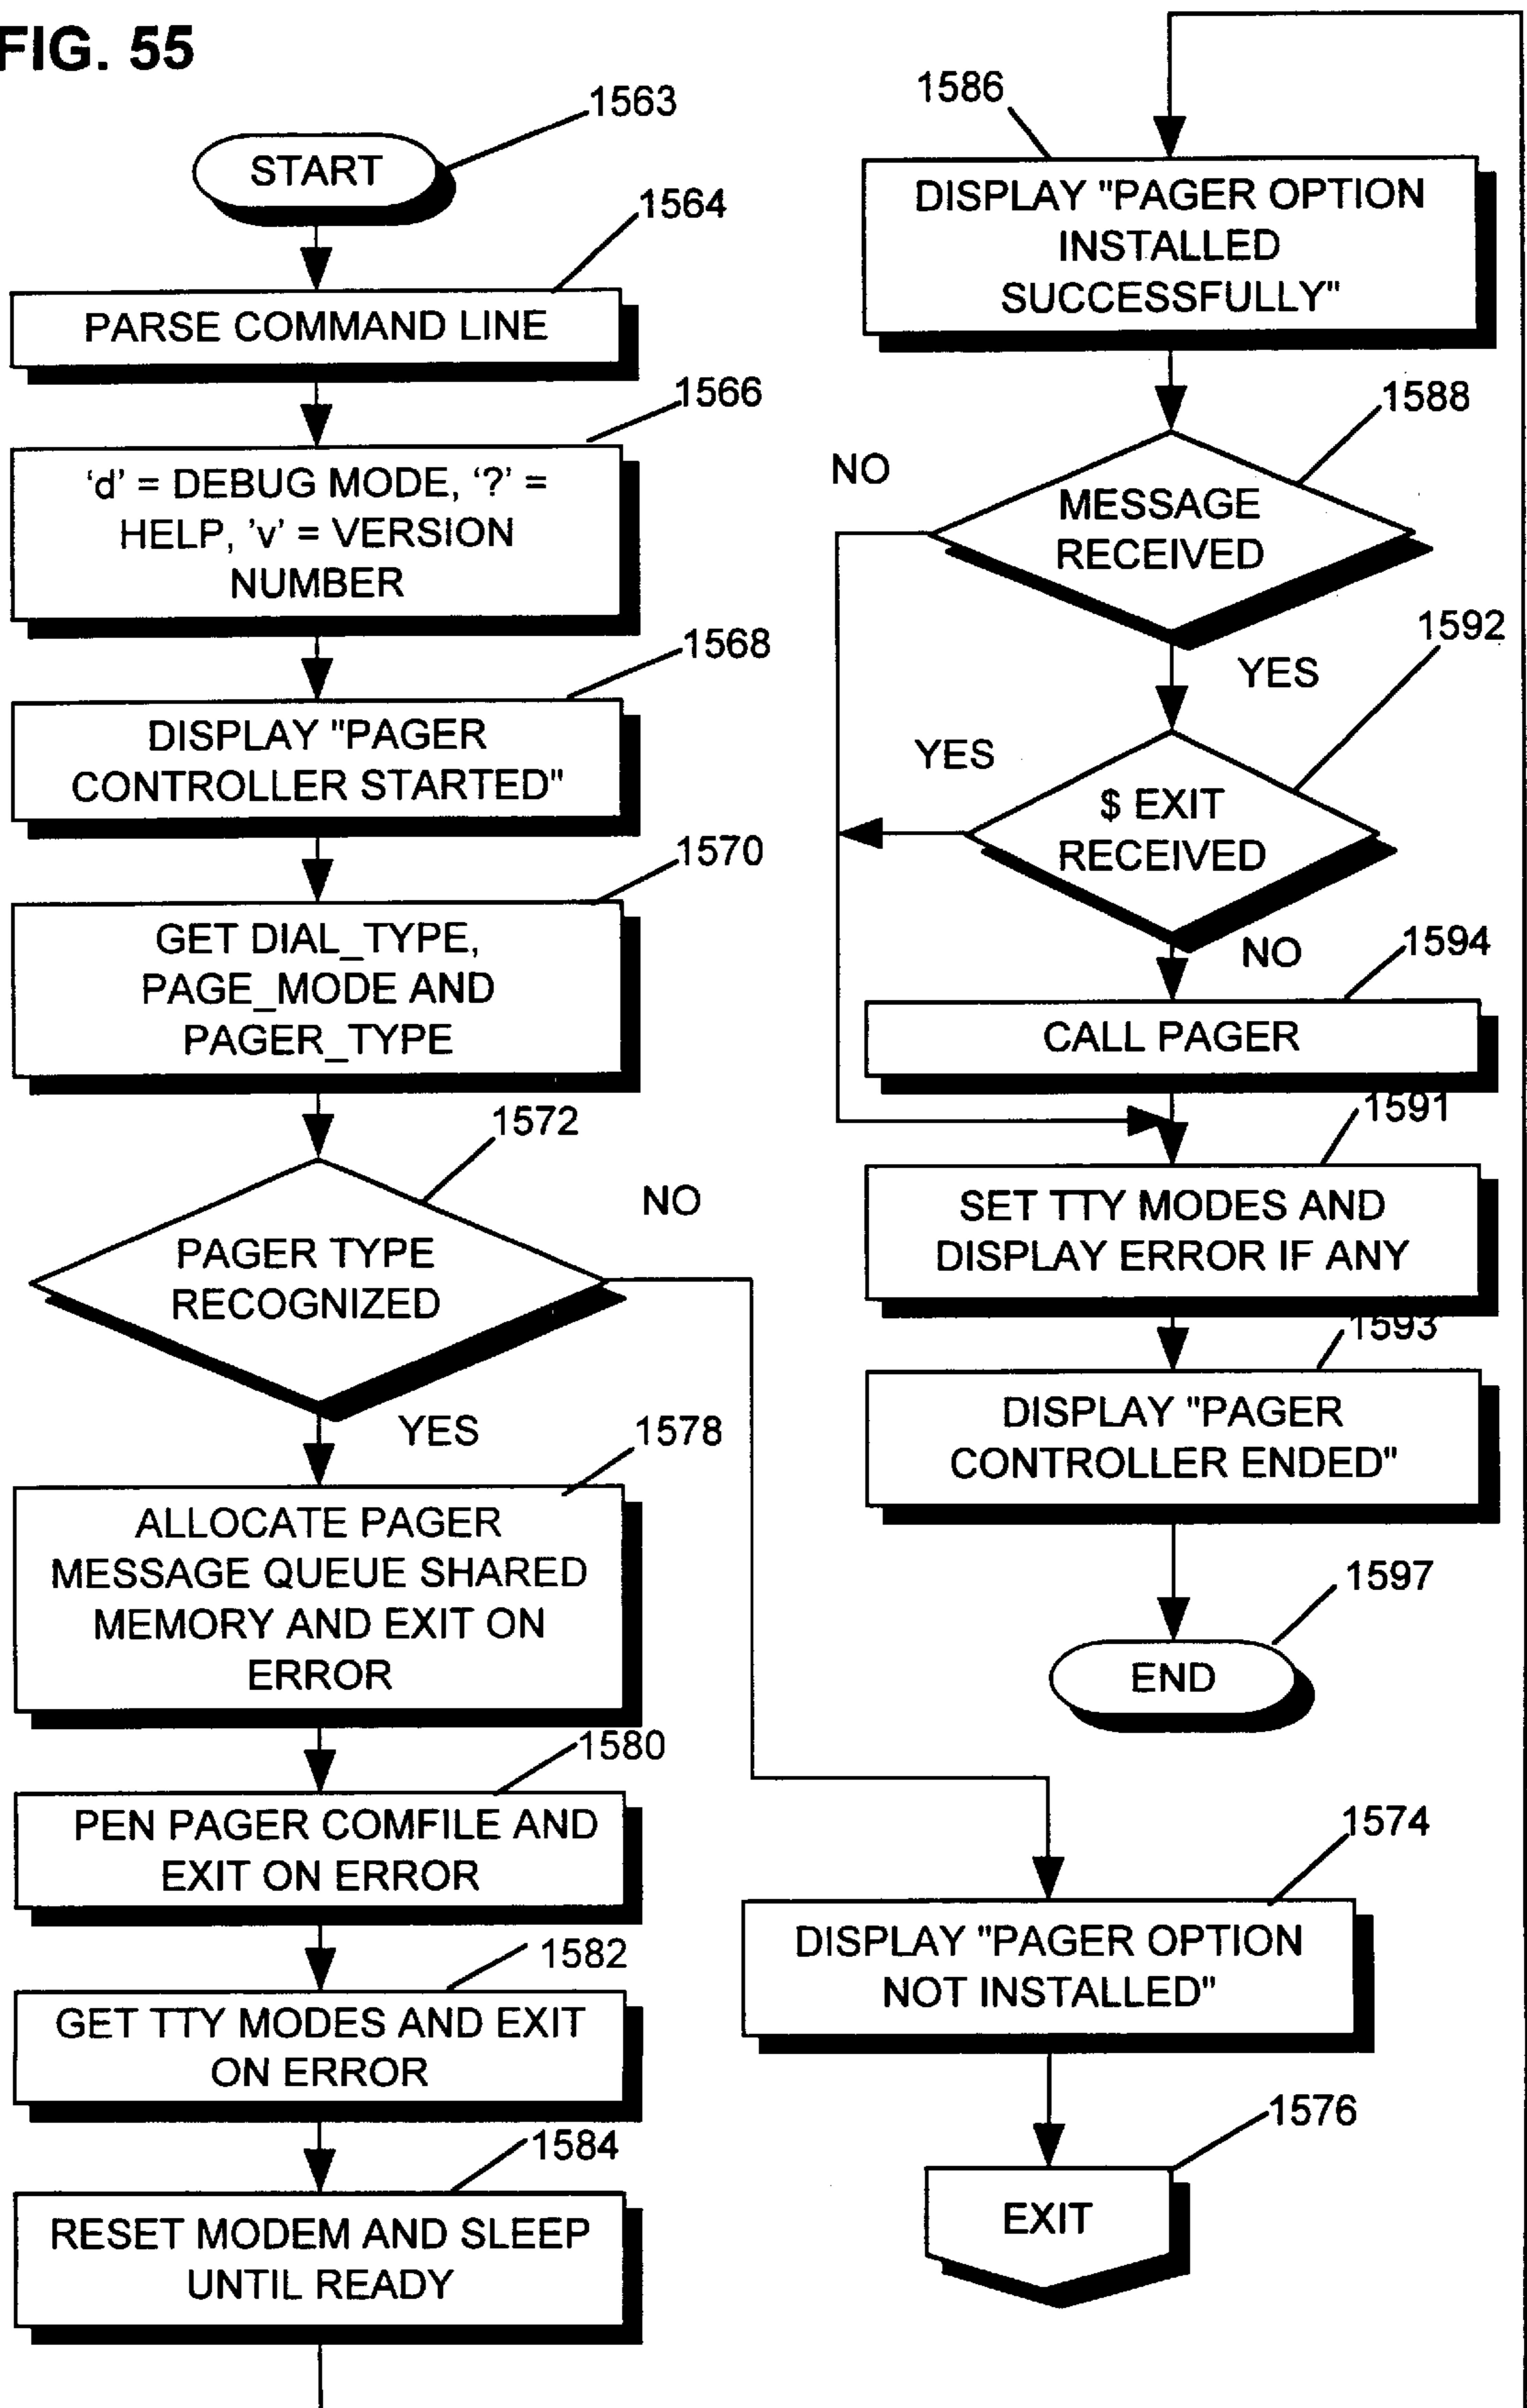 FIG. 55
1563
START
1564
PARSE COMMAND LINE
1566
‘d’ = DEBUG MODE, ‘?’ =
HELP, 'v' = VERSION
NUMBER
1568
DISPLAY "PAGER
CONTROLLER STARTED"
1570
GET DIAL_TYPE,
PAGE_MODE AND
PAGER_TYPE
1572
NO
PAGER TYPE
RECOGNIZED
YES
1578
ALLOCATE PAGER
MESSAGE QUEUE SHARED
MEMORY AND EXIT ON
ERROR
1580
PEN PAGER COMFILE AND
EXIT ON ERROR
1582
GET TTY MODES AND EXIT
ON ERROR
1584
RESET MODEM AND SLEEP
UNTIL READY
1586
DISPLAY "PAGER OPTION
INSTALLED
SUCCESSFULLY"
1588
NO
MESSAGE
RECEIVED
1592
YES
YES
$ EXIT
RECEIVED
NO
1594
CALL PAGER
1591
SET TTY MODES AND
DISPLAY ERROR IF ANY
1593
DISPLAY "PAGER
CONTROLLER ENDED"
1597
END
1574
DISPLAY "PAGER OPTION
NOT INSTALLED"
1576
EXIT